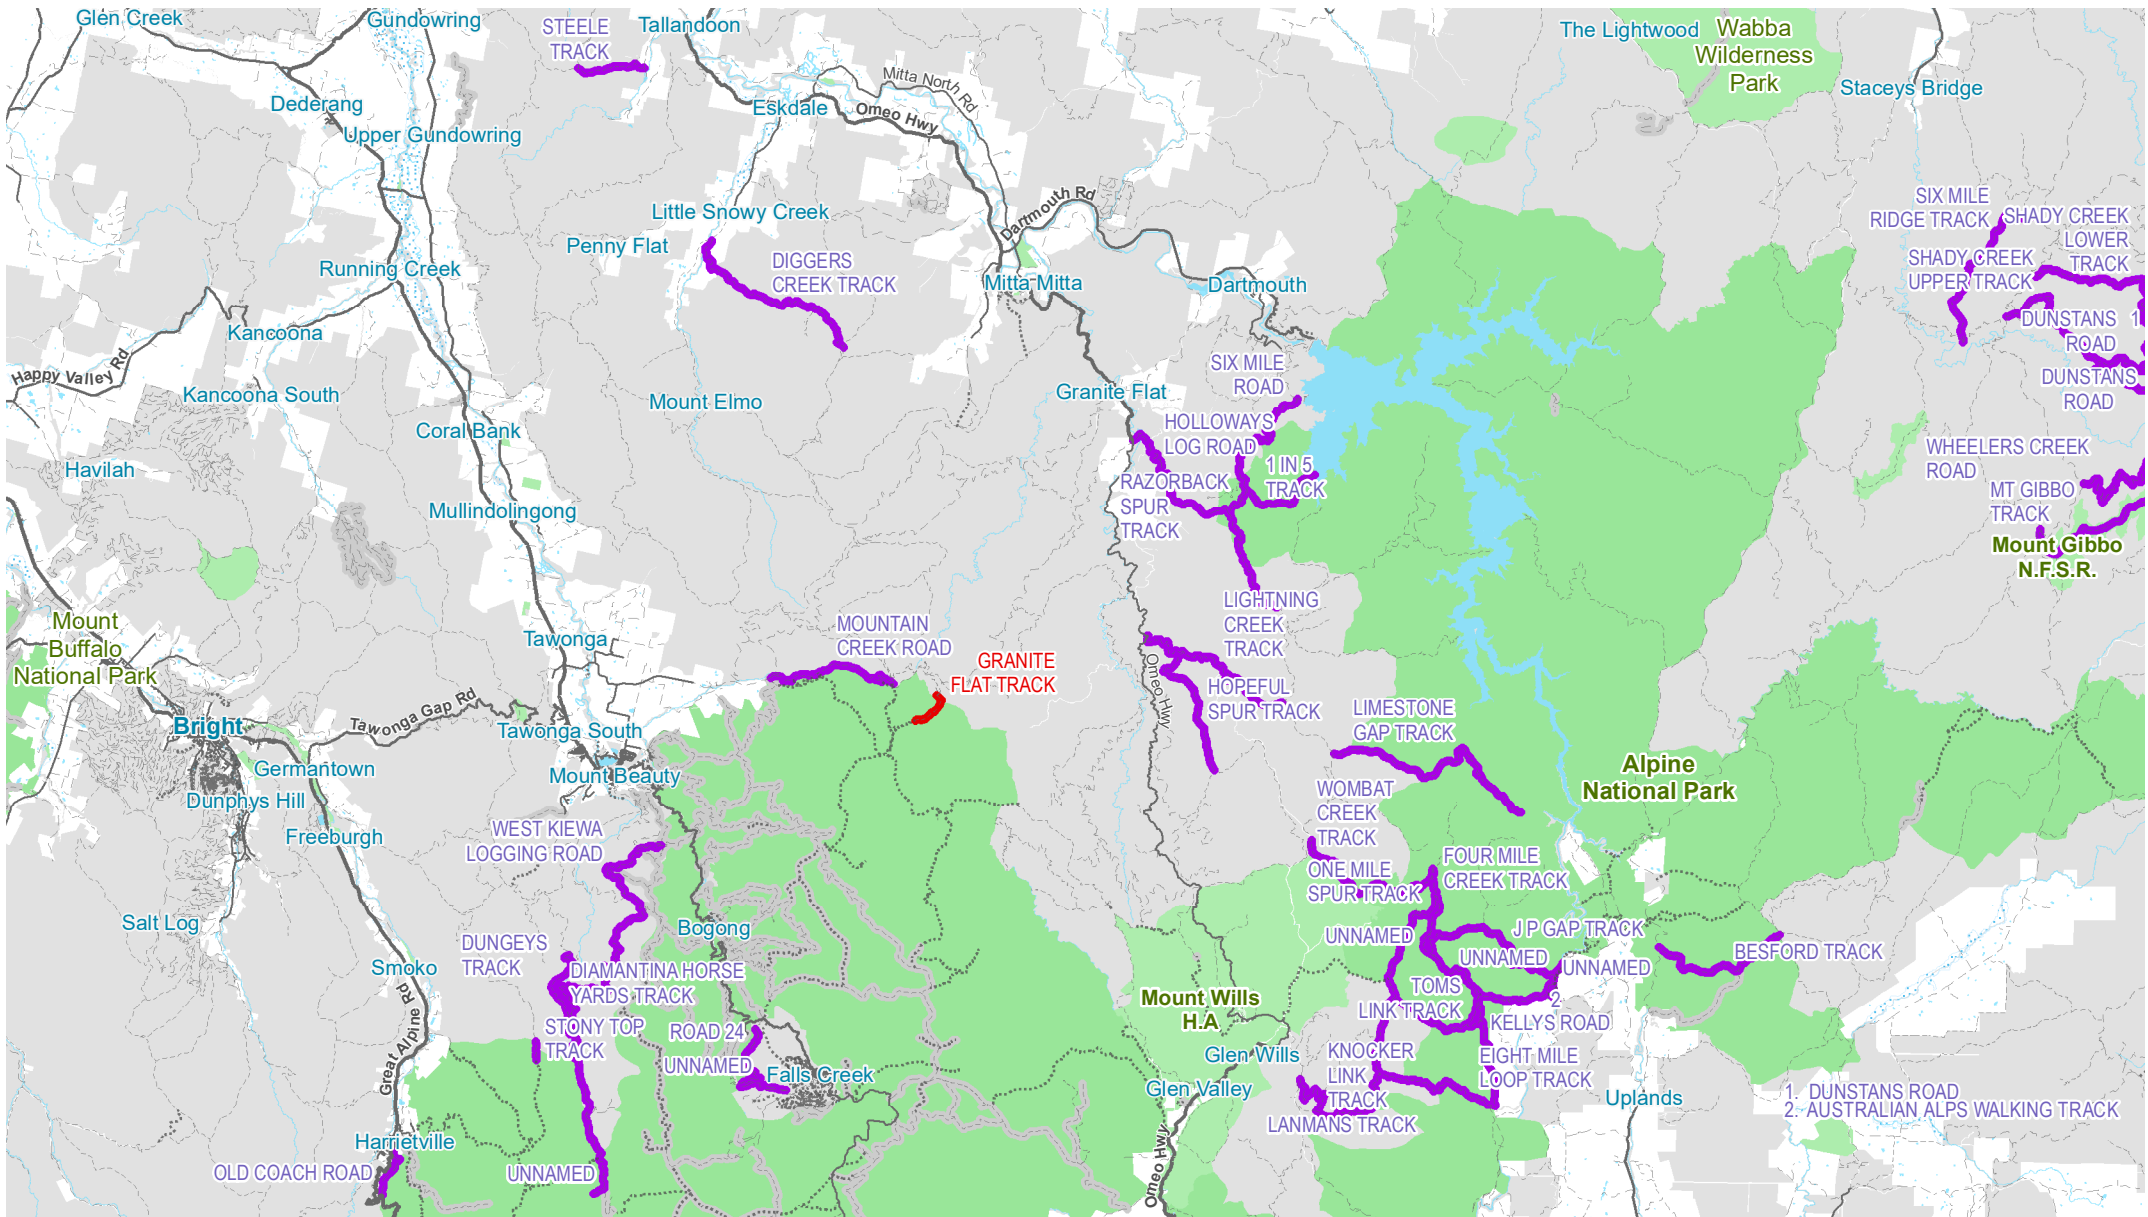 Glen Creek
Gundowring
STEELE
TRACK
Tallandoon
The Lightwood
Wabba
Wilderness
Park
Staceys Bridge
Dederang
Upper Gundowring
Eskdale
Mitta North Rd
Omeo Hwy
Little Snowy Creek
Penny Flat
DIGGERS
CREEK TRACK
Dartmouth Rd
Mitta Mitta
Dartmouth
SIX MILE
RIDGE TRACK
SHADY CREEK
LOWER
TRACK
SHADY CREEK
UPPER TRACK
DUNSTANS
ROAD
1
DUNSTANS
ROAD
Running Creek
Kancoona
Happy Valley Rd
Kancoona South
Mount Elmo
Granite Flat
SIX MILE
ROAD
HOLLOWAYS
LOG ROAD
1 IN 5
TRACK
RAZORBACK
SPUR
TRACK
WHEELERS CREEK
ROAD
MT GIBBO
TRACK
Mount Gibbo
N.F.S.R.
Coral Bank
Havilah
Mullindolingong
LIGHTNING
CREEK
TRACK
Mount
Buffalo
National Park
Tawonga
MOUNTAIN
CREEK ROAD
GRANITE
FLAT TRACK
Omeo Hwy
HOPEFUL
SPUR TRACK
LIMESTONE
GAP TRACK
Bright
Tawonga Gap Rd
Tawonga South
Mount Beauty
Germantown
Dunphys Hill
Freeburgh
Alpine
National Park
WOMBAT
CREEK
TRACK
WEST KIEWA
LOGGING ROAD
ONE MILE
SPUR TRACK
FOUR MILE
CREEK TRACK
Salt Log
Bogong
UNNAMED
J P GAP TRACK
UNNAMED
UNNAMED
BESFORD TRACK
DUNGEYS
TRACK
Smoko
DIAMANTINA HORSE
YARDS TRACK
Mount Wills
H.A
TOMS
LINK TRACK
2
KELLYS ROAD
Great Alpine Rd
STONY TOP
TRACK
ROAD 24
UNNAMED
Falls Creek
Glen Wills
Glen Valley
KNOCKER
LINK
TRACK
EIGHT MILE
LOOP TRACK
LANMANS TRACK
Uplands
1. DUNSTANS ROAD
2. AUSTRALIAN ALPS WALKING TRACK
Harrietville
OLD COACH ROAD
UNNAMED
Omeo Hwy